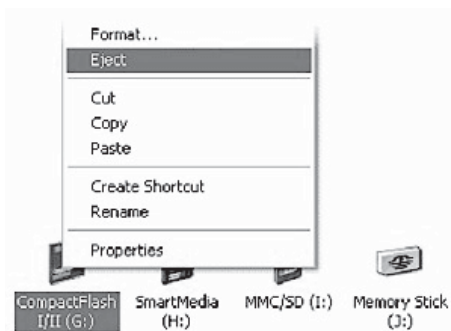 Format...
Eject
Cut
Copy
Paste
Create Shortcut
Rename
Properties
CompactFlash
I/II (G:)
SmartMedia
(H:)
MMC/SD (I:)
Memory Stick
(J:)